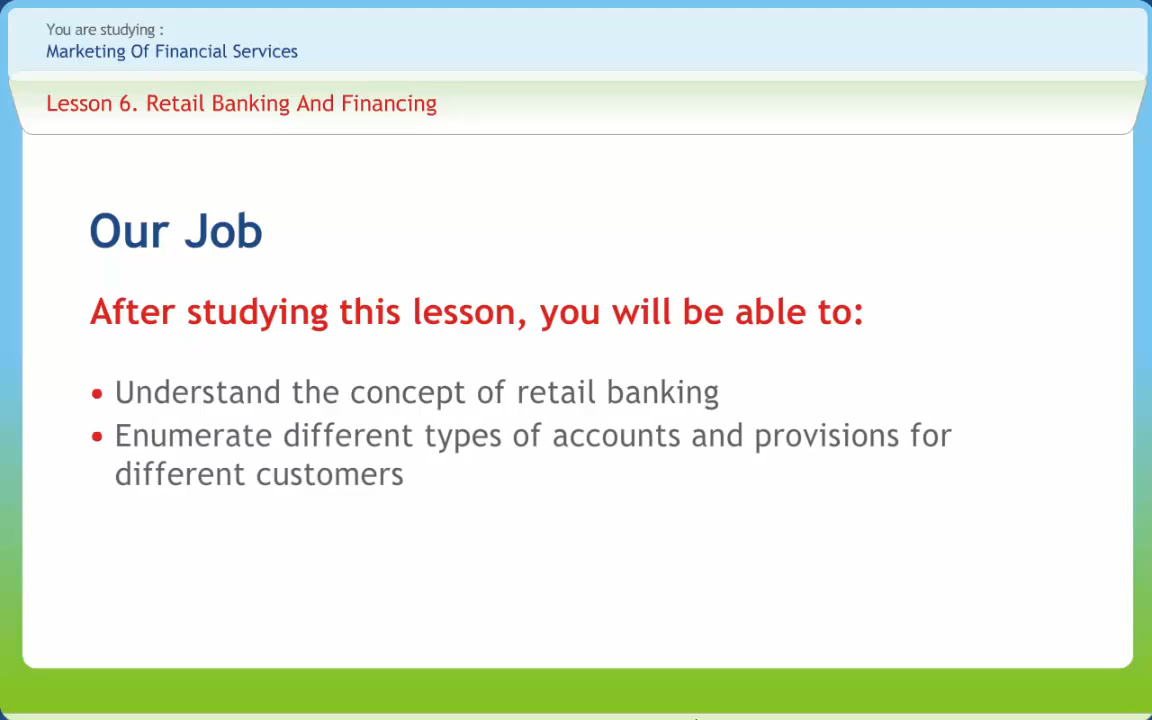 You are studying :
Marketing Of Financial Services
Lesson 6. Retail Banking And Financing
Our Job
After studying this lesson, you will be able to:
• Understand the concept of retail banking
• Enumerate different types of accounts and provisions for
different customers